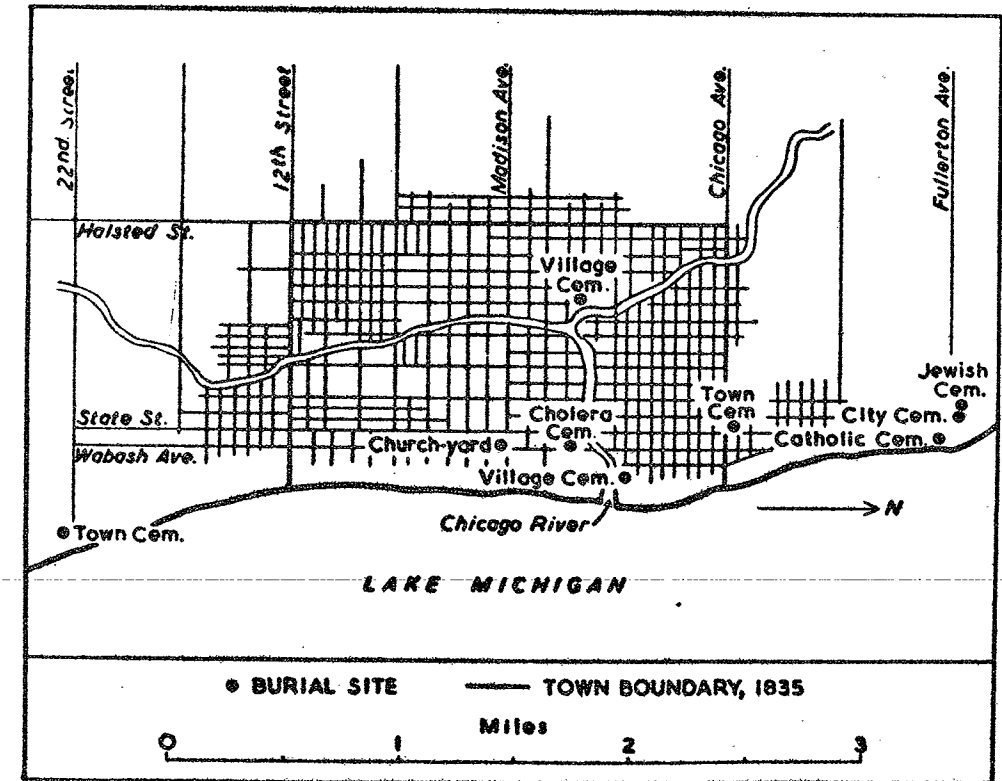 22nd. Street
12th Street
Madison Ave.
Chicago Ave.
Fullerton Ave.
Halsted St.
Village
Cem.
Jewish
Cem.
Town
Cem
City Cem.
State St.
Cholera
Cem.
Catholic Cem.
Church-yard
Wabash Ave.
Village Cem.
N
Chicago River
Town Cem.
LAKE MICHIGAN
BURIAL SITE
TOWN BOUNDARY, 1835
Miles
0 1 2 3